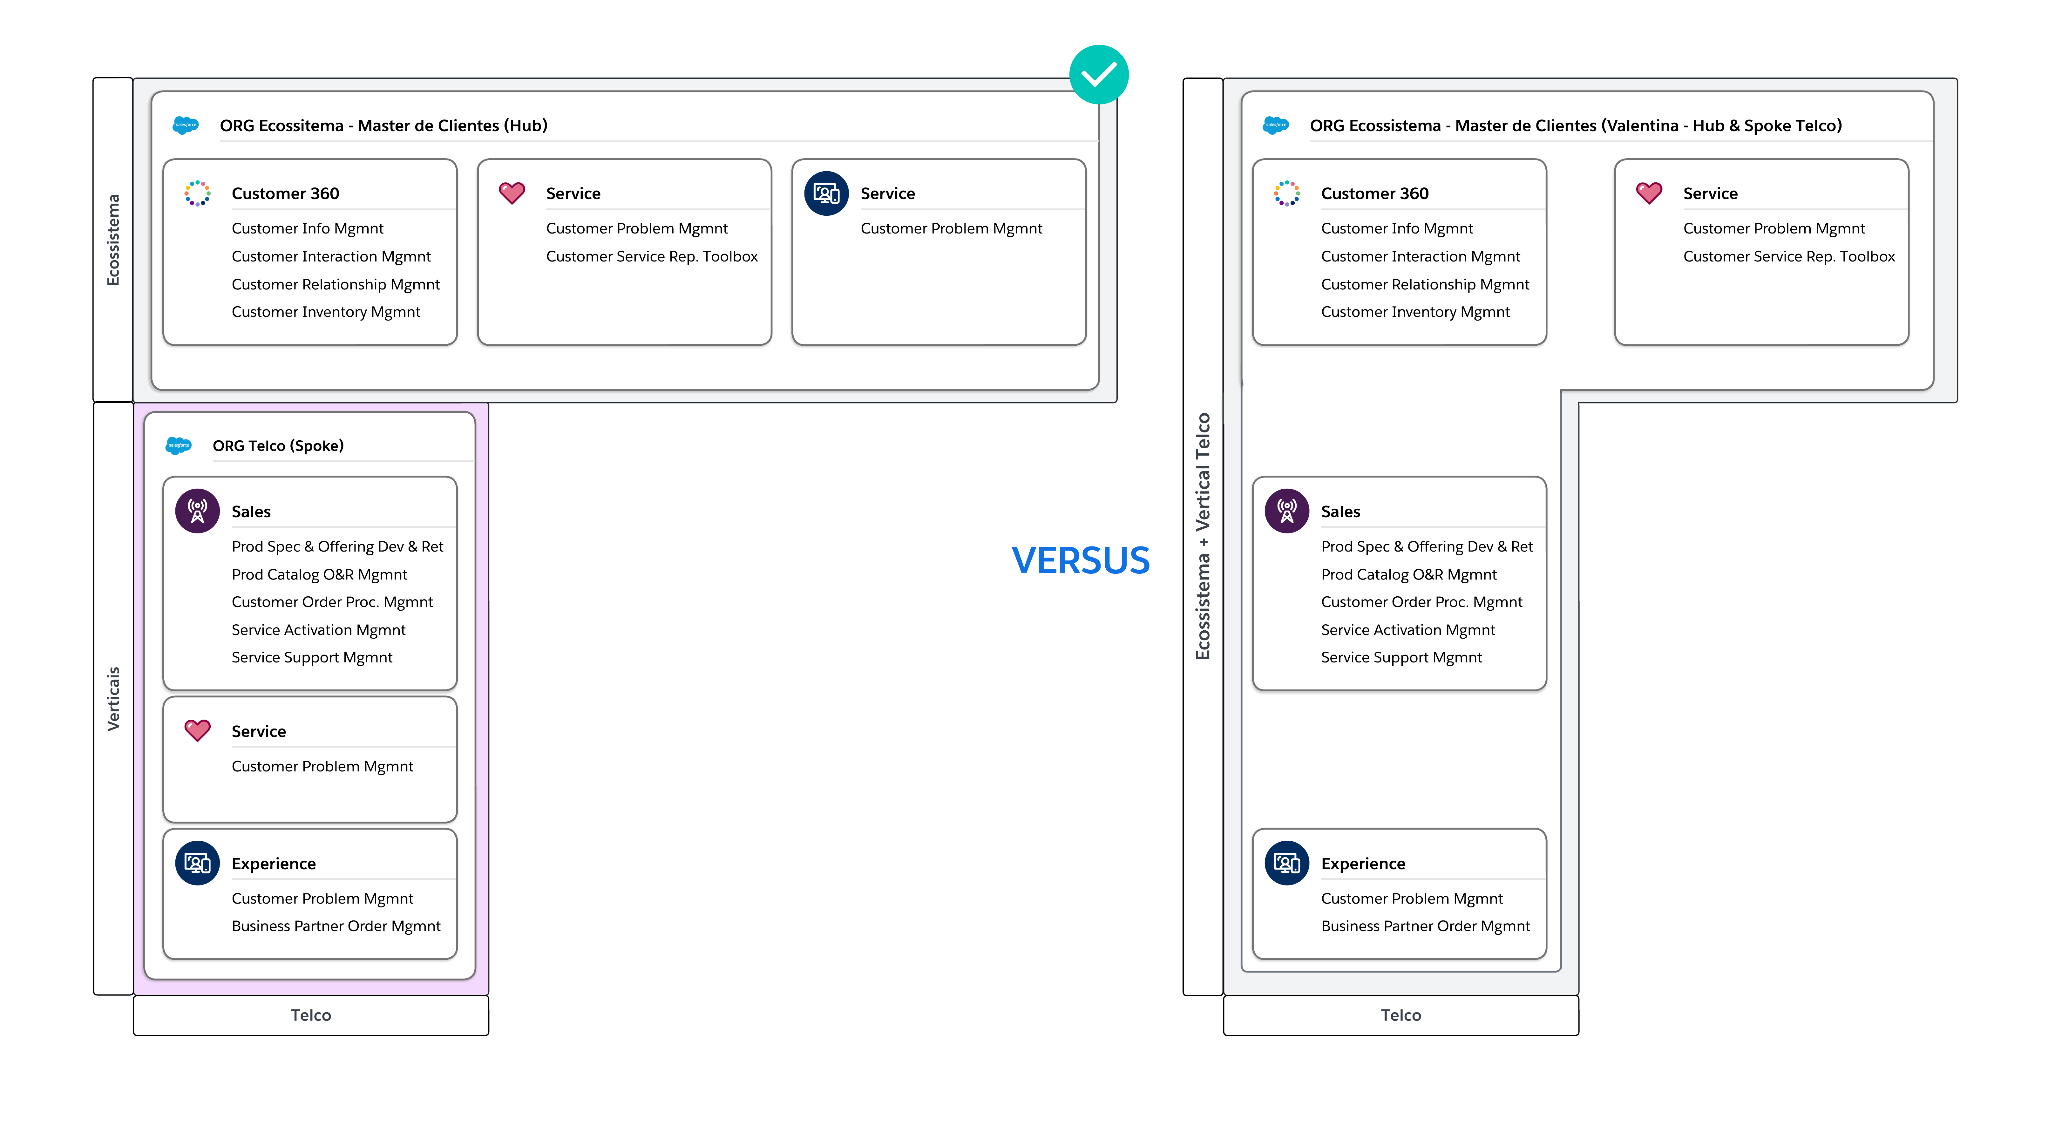 Ecossistema
ORG Ecossitema - Master de Clientes (Hub)
Customer 360
Customer Info Mgmnt
Customer Interaction Mgmnt
Customer Relationship Mgmnt
Customer Inventory Mgmnt
Service
Customer Problem Mgmnt
Customer Service Rep. Toolbox
Service
Customer Problem Mgmnt
Verticais
ORG Telco (Spoke)
Sales
Prod Spec & Offering Dev & Ret
Prod Catalog O&R Mgmnt
Customer Order Proc. Mgmnt
Service Activation Mgmnt
Service Support Mgmnt
Service
Customer Problem Mgmnt
Experience
Customer Problem Mgmnt
Business Partner Order Mgmnt
Telco
VERSUS
Ecossistema + Vertical Telco
ORG Ecossistema - Master de Clientes (Valentina - Hub & Spoke Telco)
Customer 360
Customer Info Mgmnt
Customer Interaction Mgmnt
Customer Relationship Mgmnt
Customer Inventory Mgmnt
Service
Customer Problem Mgmnt
Customer Service Rep. Toolbox
Sales
Prod Spec & Offering Dev & Ret
Prod Catalog O&R Mgmnt
Customer Order Proc. Mgmnt
Service Activation Mgmnt
Service Support Mgmnt
Experience
Customer Problem Mgmnt
Business Partner Order Mgmnt
Telco